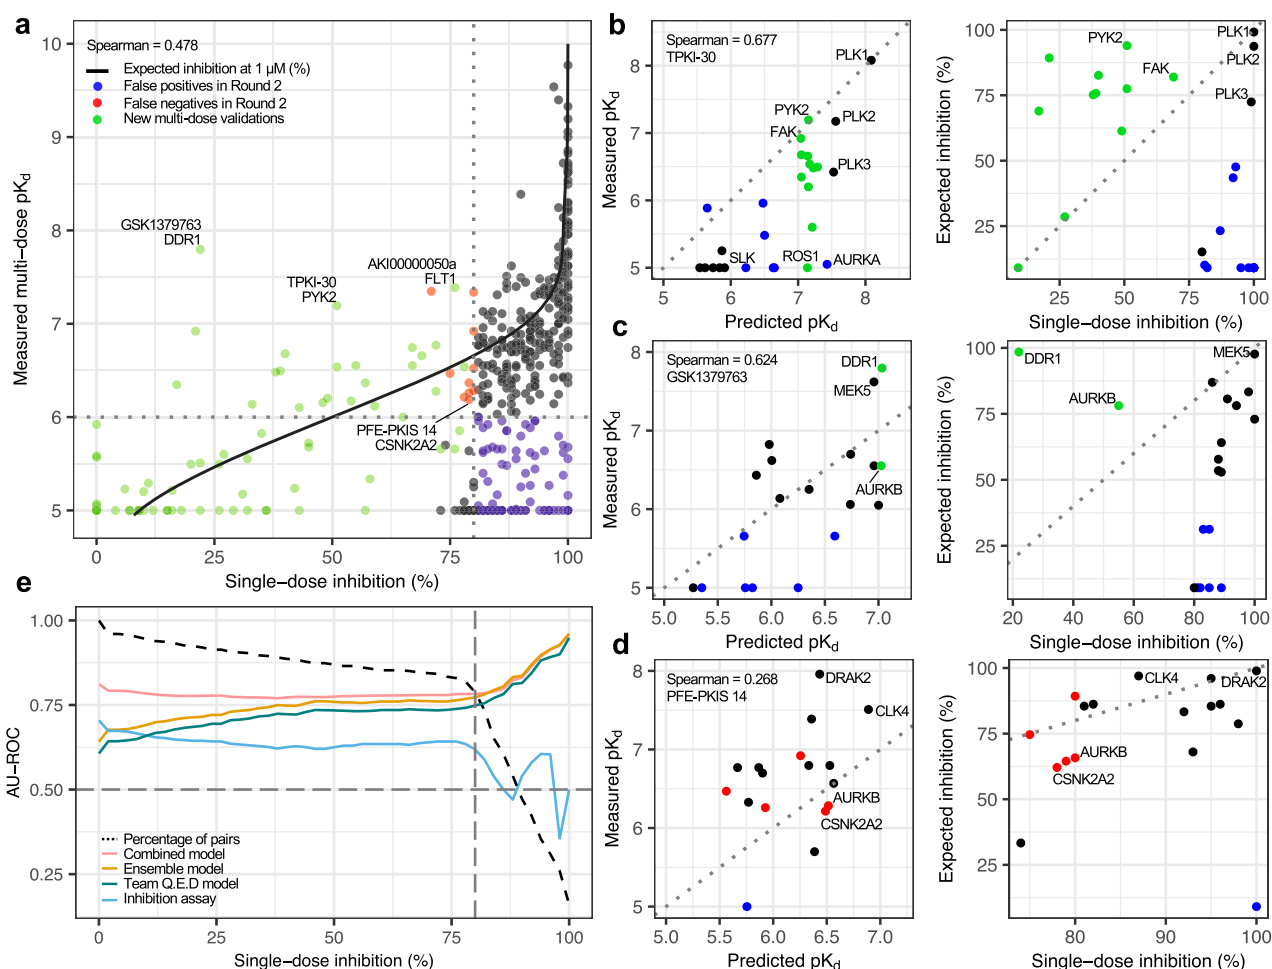 a
Spearman = 0.478
Expected inhibition at 1 µM (%)
False positives in Round 2
False negatives in Round 2
New multi-dose validations
GSK1379763
DDR1
TPKI-30
PYK2
AKI00000050a
FLT1
PFE-PKIS 14
CSNK2A2
10
9
8
7
6
5
Measured multi-dose pKd
0
25
50
75
100
Single-dose inhibition (%)
b
Spearman = 0.677
TPKI-30
PLK1
PYK2
PLK2
FAK
PLK3
SLK
ROS1
AURKA
8
7
6
5
Measured pKd
5
6
7
8
Predicted pKd
PYK2
PLK1
FAK
PLK2
PLK3
100
75
50
25
Expected inhibition (%)
25
50
75
100
Single-dose inhibition (%)
c
Spearman = 0.624
GSK1379763
DDR1
MEK5
AURKB
8
7
6
5
Measured pKd
5.0
5.5
6.0
6.5
7.0
Predicted pKd
DDR1
MEK5
AURKB
100
75
50
25
Expected inhibition (%)
20
40
60
80
100
Single-dose inhibition (%)
d
Spearman = 0.268
PFE-PKIS 14
DRAK2
CLK4
AURKB
CSNK2A2
8
7
6
5
Measured pKd
5.0
5.5
6.0
6.5
7.0
Predicted pKd
CLK4
DRAK2
AURKB
CSNK2A2
100
75
50
25
Expected inhibition (%)
80
90
100
Single-dose inhibition (%)
e
1.00
0.75
0.50
0.25
AU-ROC
Percentage of pairs
Combined model
Ensemble model
Team Q.E.D model
Inhibition assay
0
25
50
75
100
Single-dose inhibition (%)